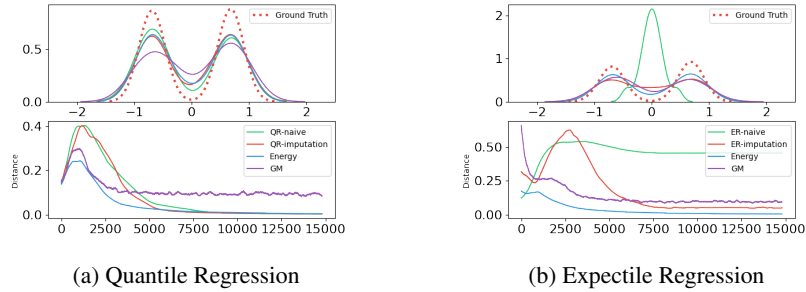 Ground Truth
0.5
0.0
−2 −1 0 1 2
0.4
0.2
0.0
Distance
QR-naive
QR-imputation
Energy
GM
0 2500 5000 7500 10000 12500 15000
(a) Quantile Regression
Ground Truth
2
1
0
−2 −1 0 1 2
0.50
0.25
0.00
Distance
ER-naive
ER-imputation
Energy
GM
0 2500 5000 7500 10000 12500 15000
(b) Expectile Regression